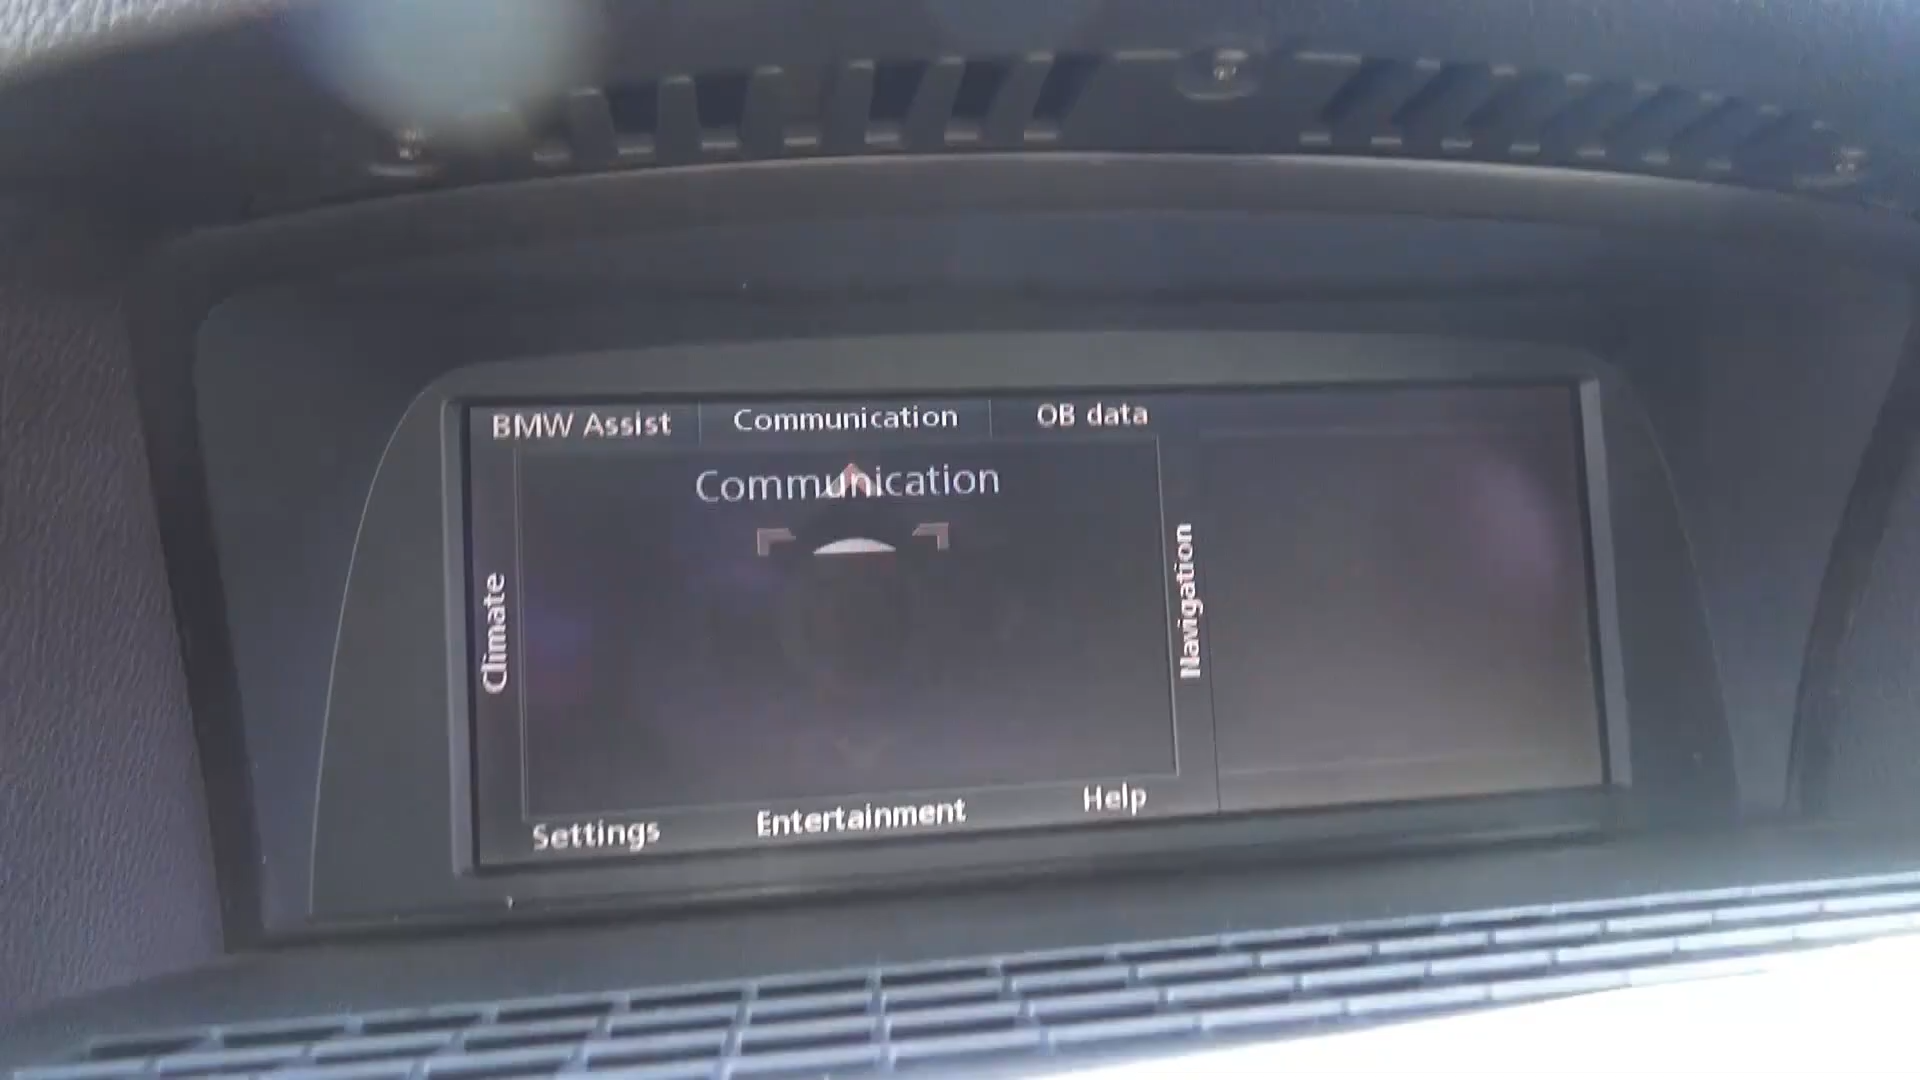 BMW Assist
Communication
OB data
Communication
Climate
Navigation
Settings
Entertainment
Help